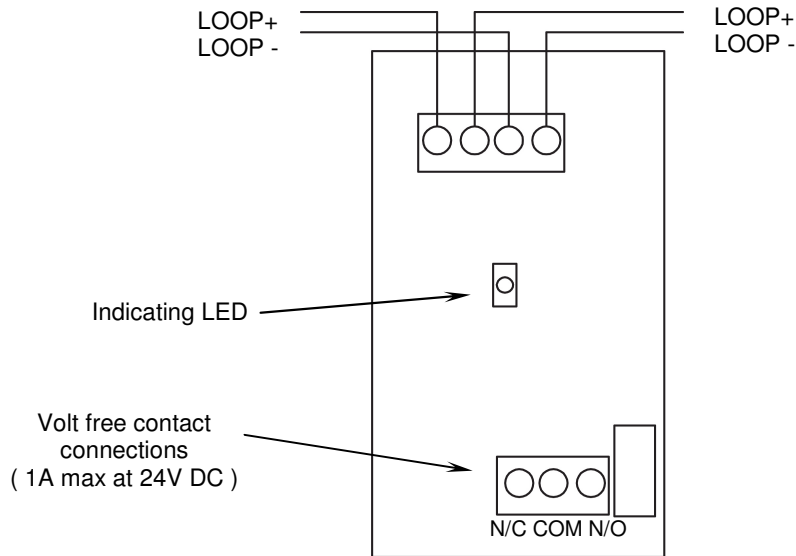 LOOP+
LOOP -
LOOP+
LOOP -
Indicating LED
Volt free contact
connections
( 1A max at 24V DC )
N/C COM N/O